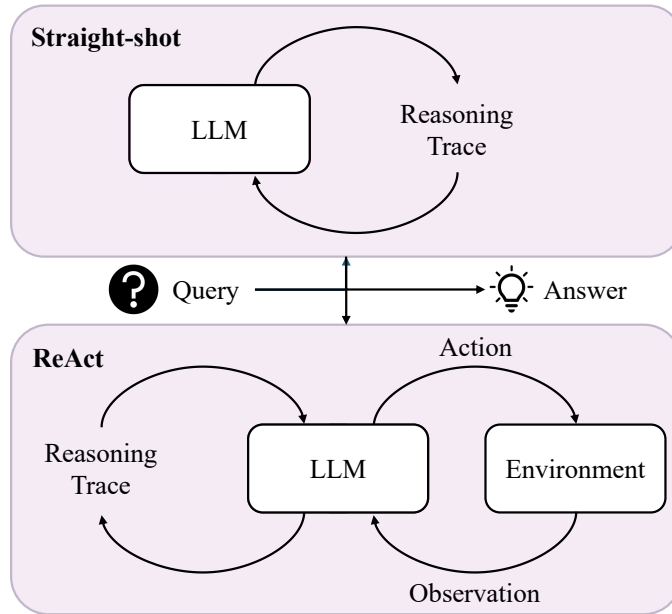 Straight-shot
LLM
Reasoning
Trace
? Query
Answer
ReAct
Action
Reasoning
Trace
LLM
Environment
Observation